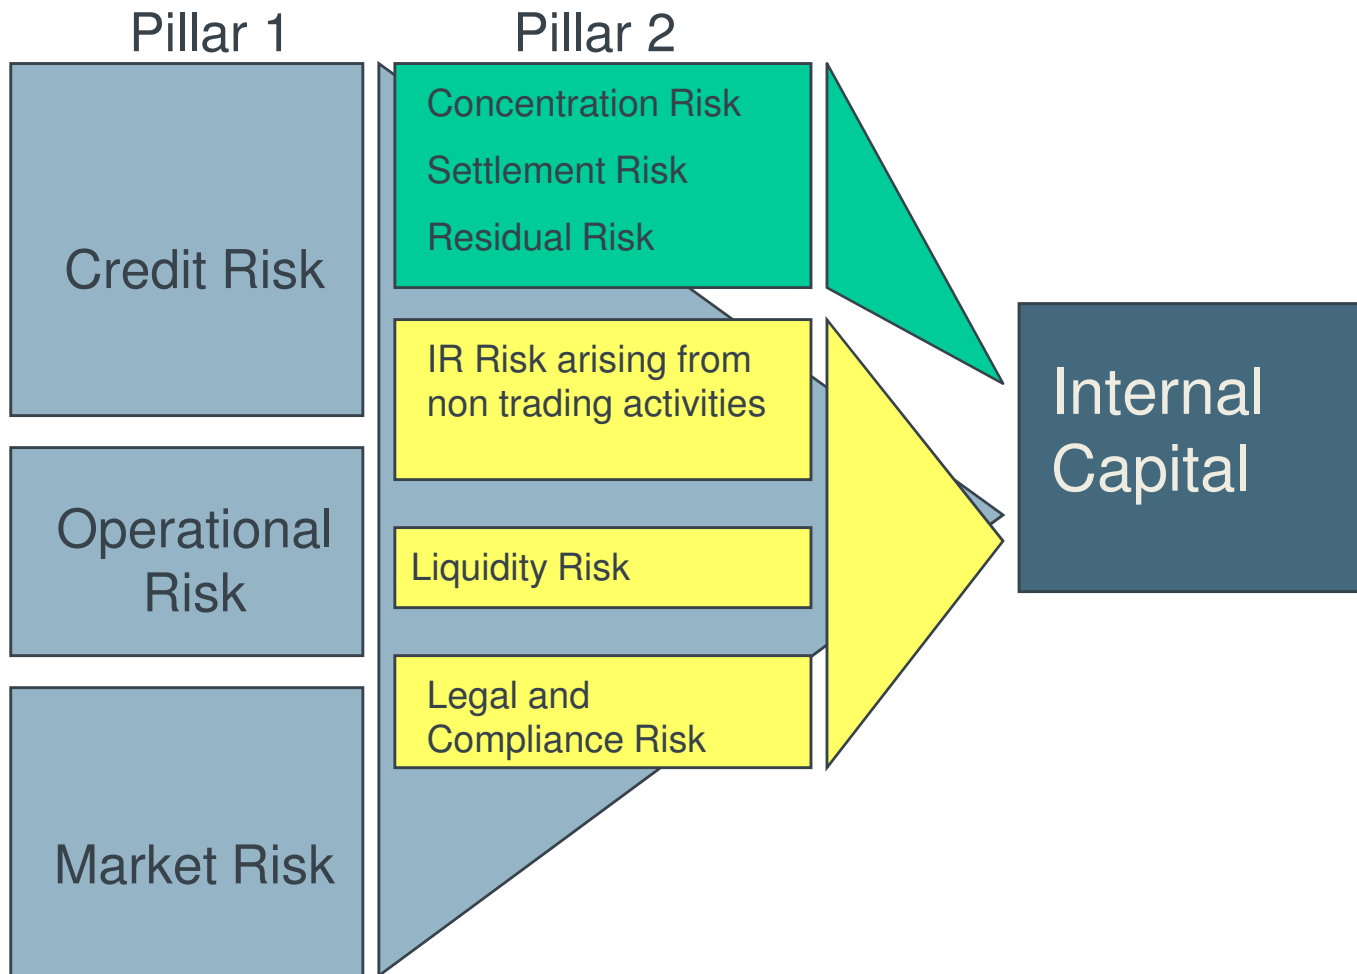 Pillar 1
Pillar 2
Credit Risk
Operational
Risk
Market Risk
Concentration Risk
Settlement Risk
Residual Risk
IR Risk arising from
non trading activities
Liquidity Risk
Legal and
Compliance Risk
Internal
Capital